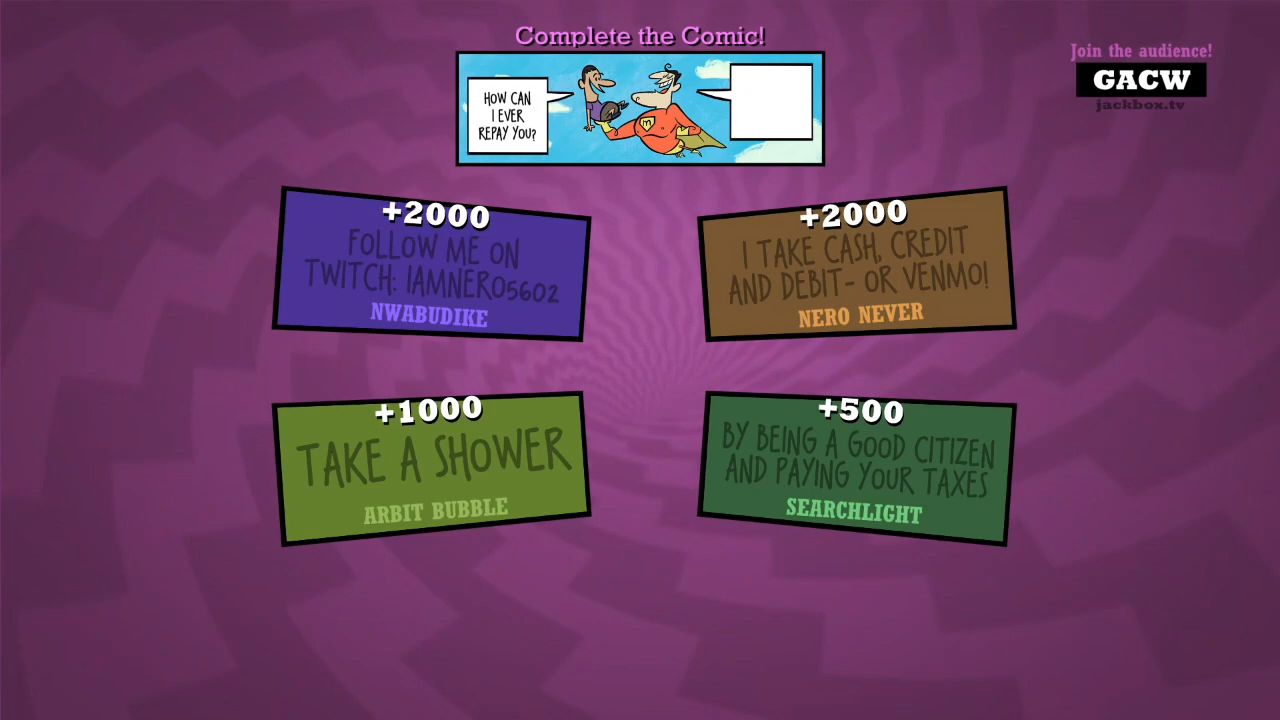 Complete the Comic!
Join the audience!
GACW
jackbox.tv
HOW CAN
I EVER
REPAY YOU?
M
+2000
FOLLOW ME ON
TWITCH: IAMNERO5602
NWABUDIKE
+2000
I TAKE CASH, CREDIT
AND DEBIT- OR VENMO!
NERO NEVER
+1000
TAKE A SHOWER
ARBIT BUBBLE
+500
BY BEING A GOOD CITIZEN
AND PAYING YOUR TAXES
SEARCHLIGHT